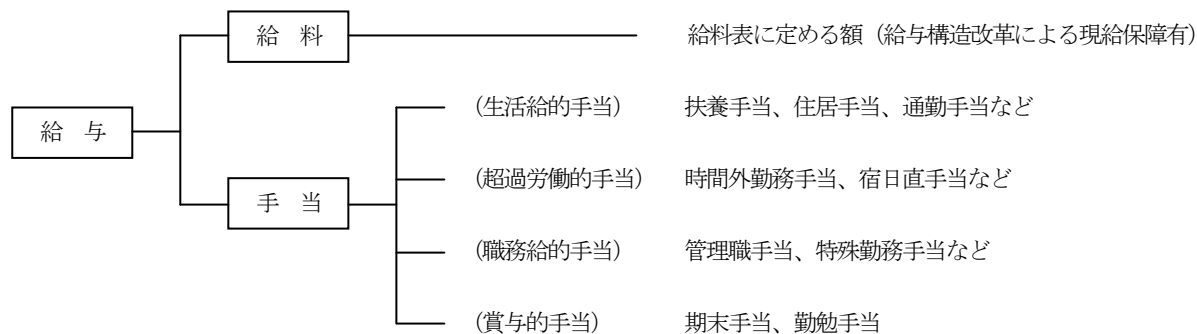 給 料 給料表に定める額（給与構造改革による現給保障有）
(生活給的手当) 扶養手当、住居手当、通勤手当など
給 与
(超過労働的手当) 時間外勤務手当、宿日直手当など
手 当
(職務給的手当) 管理職手当、特殊勤務手当など
(賞与的手当) 期末手当、勤勉手当